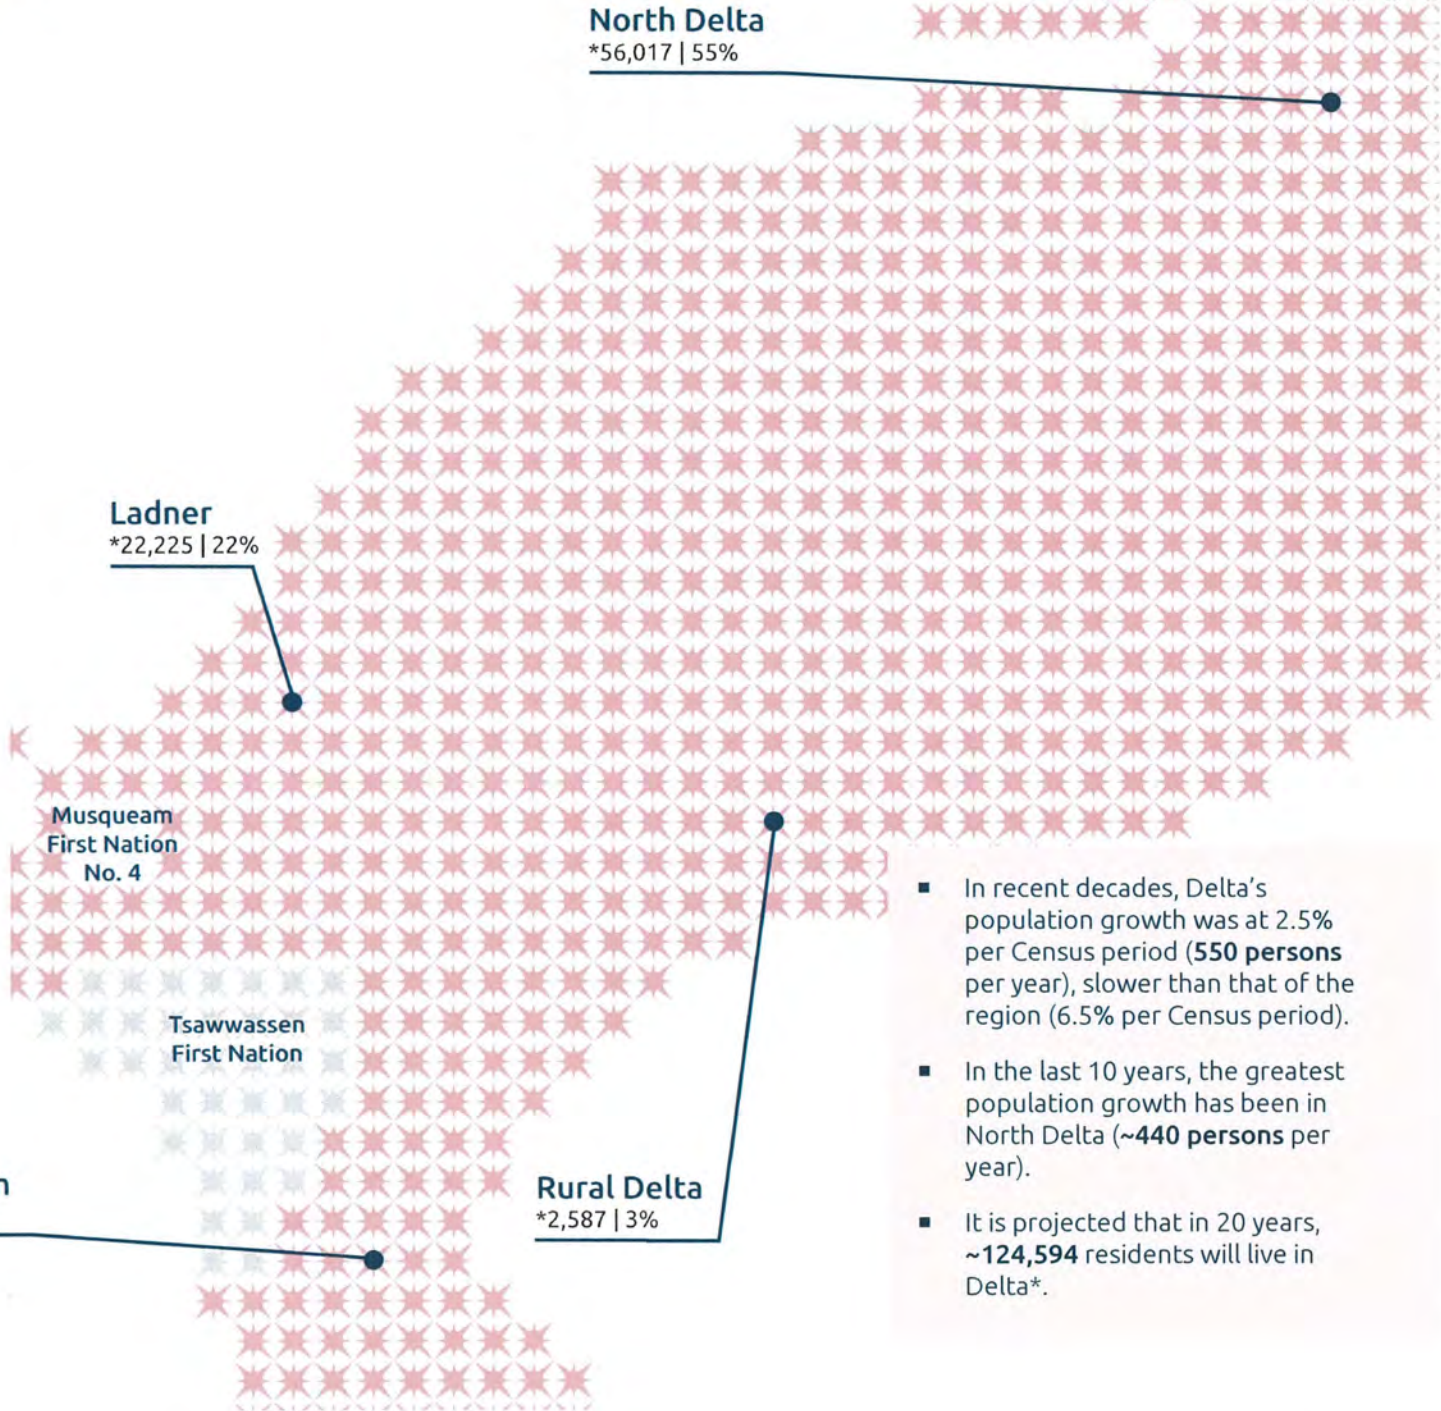 North Delta
*56,017 | 55%
Ladner
*22,225 | 22%
Musqueam
First Nation
No. 4
Tsawwassen
First Nation
n
Rural Delta
*2,587 | 3%
▪ In recent decades, Delta’s
population growth was at 2.5%
per Census period (550 persons
per year), slower than that of the
region (6.5% per Census period).
▪ In the last 10 years, the greatest
population growth has been in
North Delta (~440 persons per
year).
▪ It is projected that in 20 years,
~124,594 residents will live in
Delta*.